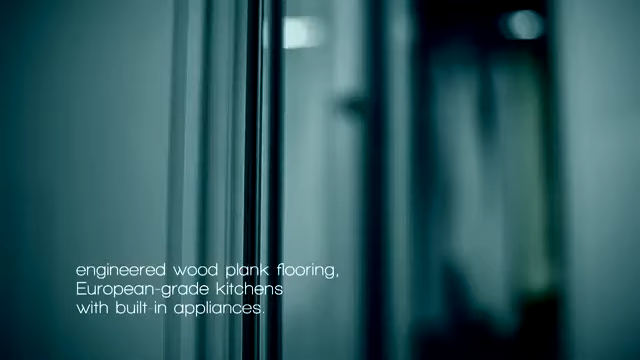 engineered wood plank flooring,
European-grade kitchens
with built-in appliances.